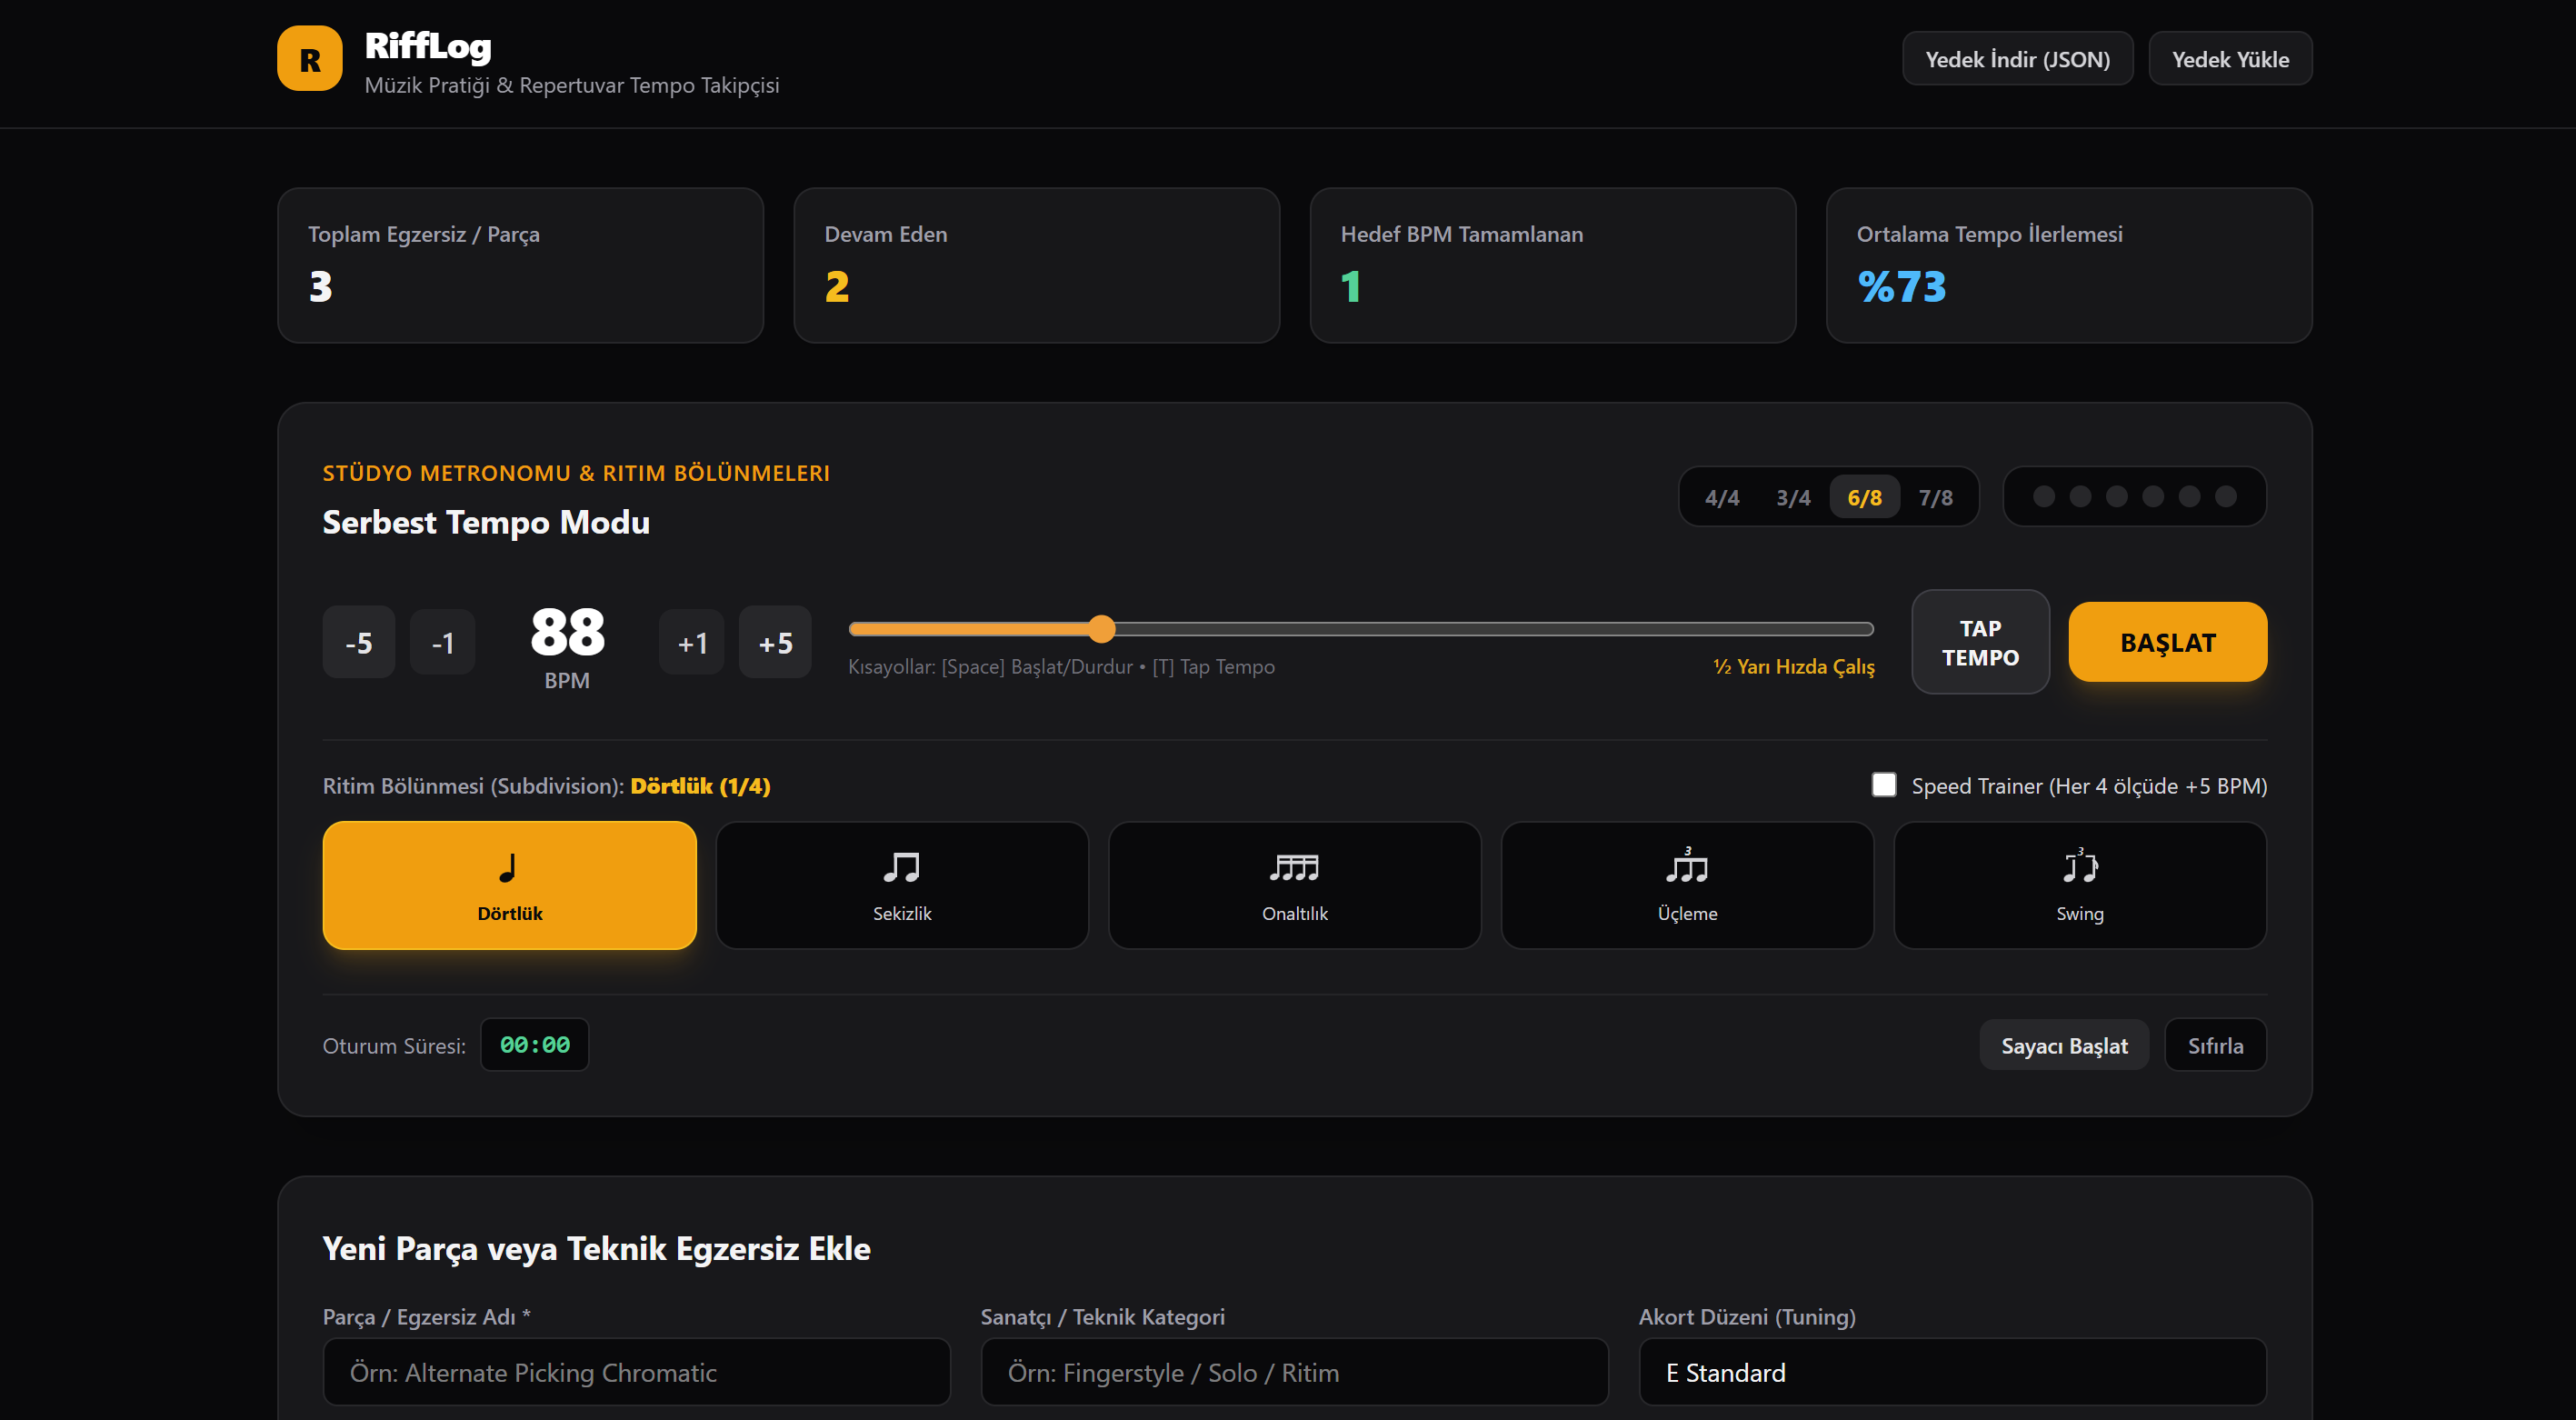 R
RiffLog
Müzik Pratiği & Repertuvar Tempo Takipçisi
Yedek İndir (JSON)
Yedek Yükle
Toplam Egzersiz / Parça
3
Devam Eden
2
Hedef BPM Tamamlanan
1
Ortalama Tempo İlerlemesi
%73
STÜDYO METRONOMU & RITIM BÖLÜNMELERI
Serbest Tempo Modu
4/4 3/4 6/8 7/8
-5
-1
88
BPM
+1
+5
Kısayollar: [Space] Başlat/Durdur • [T] Tap Tempo
½ Yarı Hızda Çalış
TAP
TEMPO
BAŞLAT
Ritim Bölünmesi (Subdivision): Dörtlük (1/4)
Speed Trainer (Her 4 ölçüde +5 BPM)
Dörtlük
Sekizlik
Onaltılık
3
Üçleme
3
Swing
Oturum Süresi: 00:00
Sayacı Başlat
Sıfırla
Yeni Parça veya Teknik Egzersiz Ekle
Parça / Egzersiz Adı *
Örn: Alternate Picking Chromatic
Sanatçı / Teknik Kategori
Örn: Fingerstyle / Solo / Ritim
Akort Düzeni (Tuning)
E Standard